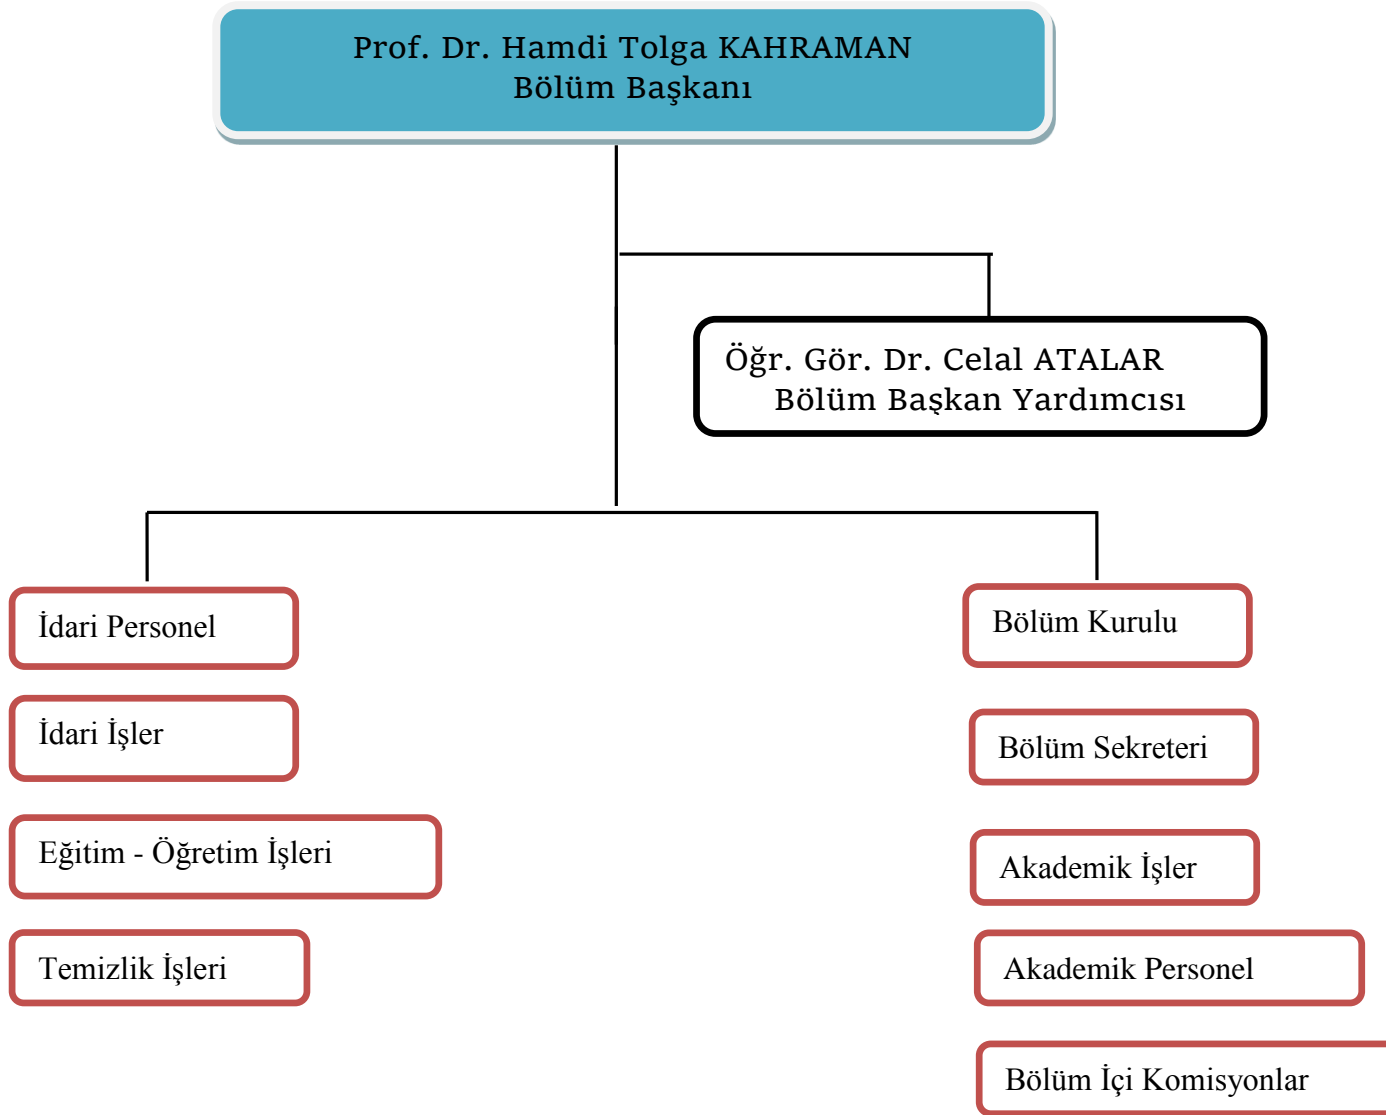 Prof. Dr. Hamdi Tolga KAHRAMAN
Bölüm Başkanı
Öğr. Gör. Dr. Celal ATALAR
Bölüm Başkan Yardımcısı
İdari Personel
İdari İşler
Eğitim - Öğretim İşleri
Temizlik İşleri
Bölüm Kurulu
Bölüm Sekreteri
Akademik İşler
Akademik Personel
Bölüm İçi Komisyonlar